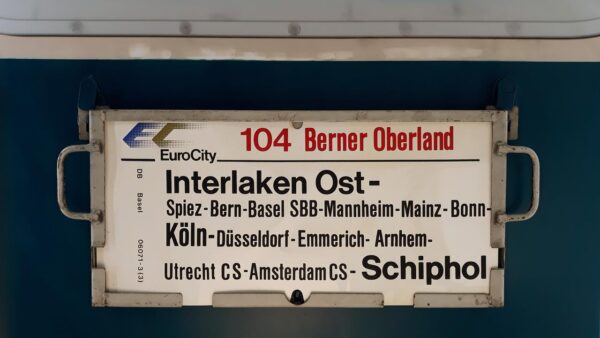 104 Berner Oberland
EuroCity
Interlaken Ost-
Spiez-Bern-Basel SBB-Mannheim-Mainz-Bonn-
Köln-Düsseldorf-Emmerich-Arnhem-
Utrecht CS-Amsterdam CS- Schiphol
DB Basel 06071-3(3)